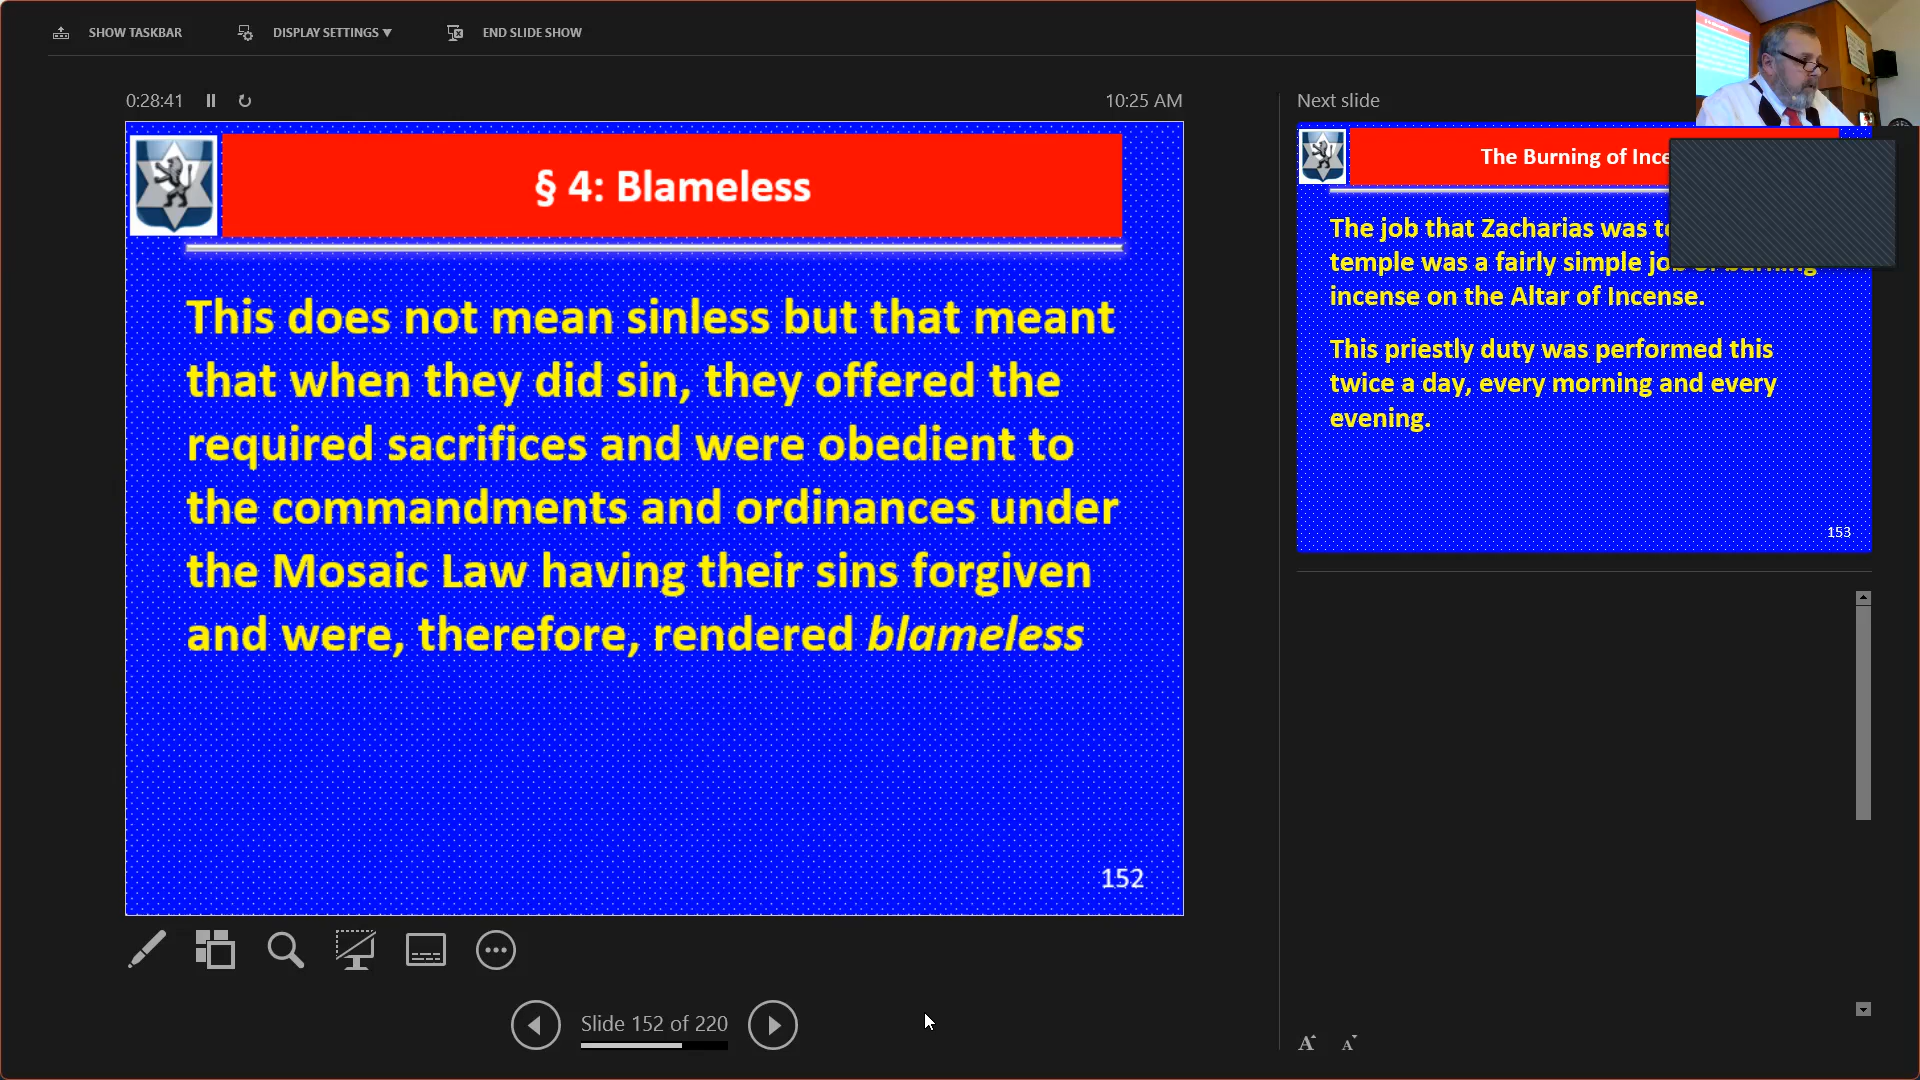 SHOW TASKBAR
DISPLAY SETTINGS ▼
END SLIDE SHOW
0:28:41
10:25 AM
§ 4: Blameless
This does not mean sinless but that meant
that when they did sin, they offered the
required sacrifices and were obedient to
the commandments and ordinances under
the Mosaic Law having their sins forgiven
and were, therefore, rendered blameless
152
Slide 152 of 220
Next slide
The Burning of
The job that Zacharias was
temple was a fairly simple
incense on the Altar of Incense.
This priestly duty was performed this
twice a day, every morning and every
evening.
153
A A